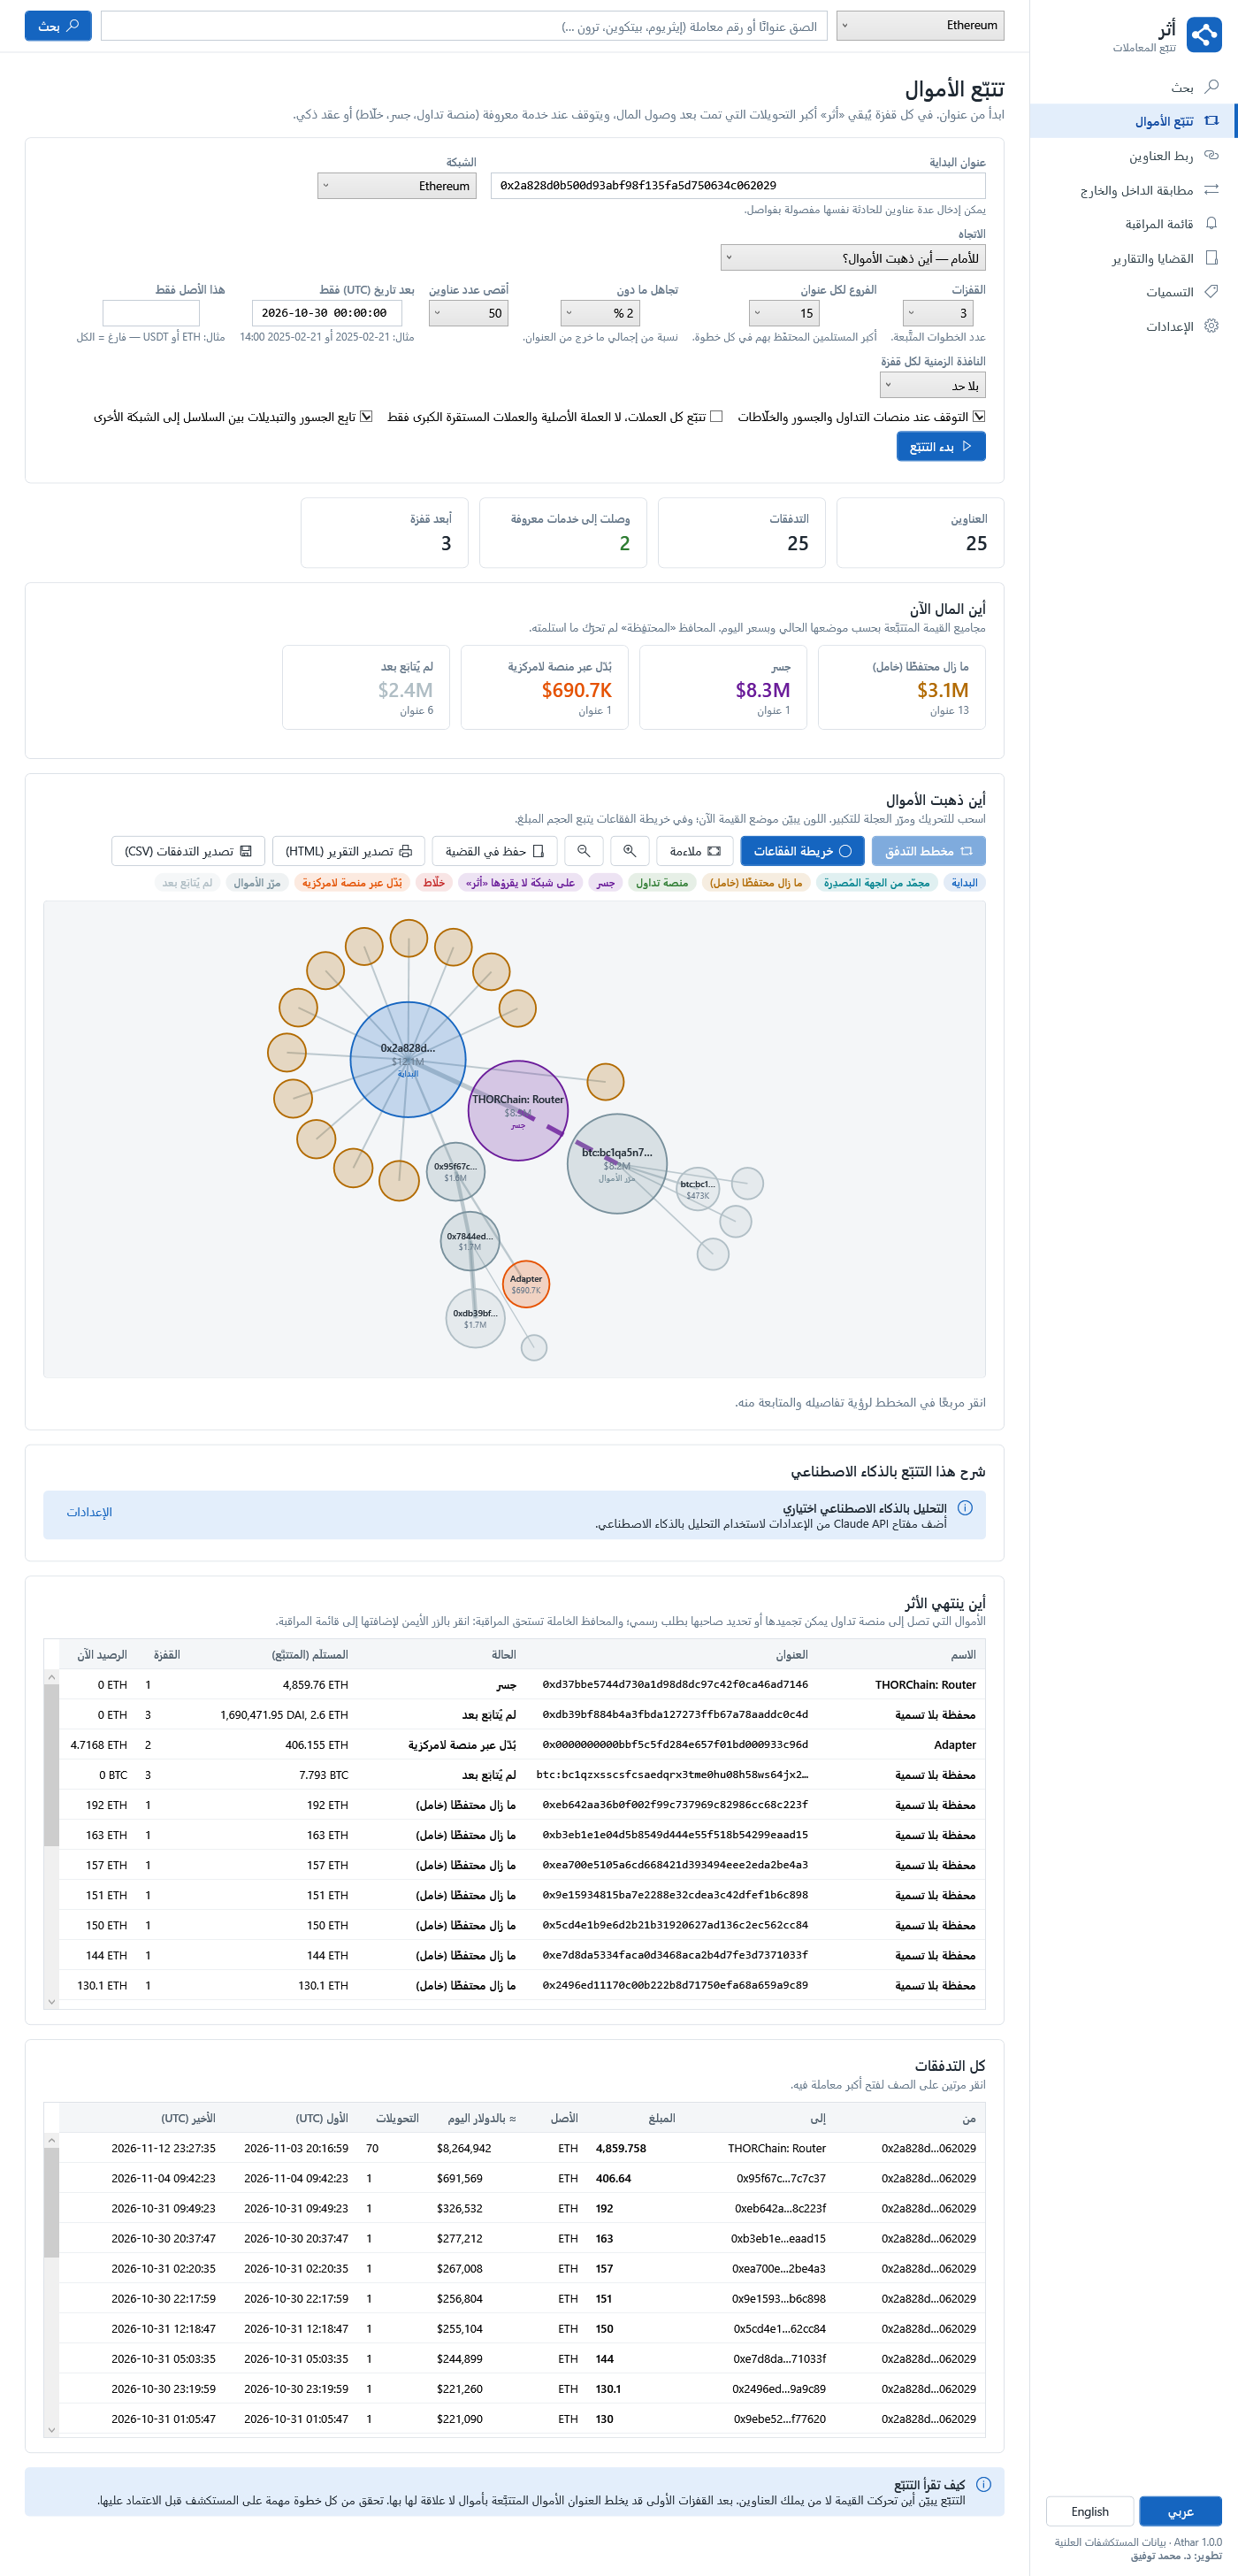 أثر
تتبّع المعاملات
بحث
تتبّع الأموال
ربط العناوين
مطابقة الداخل والخارج
قائمة المراقبة
القضايا والتقارير
التسميات
الإعدادات
Ethereum
الصق عنوانًا أو رقم معاملة (إيثريوم، بيتكوين، ترون …)
بحث
تتبّع الأموال
ابدأ من عنوان. في كل قفزة يُبقي «أثر» أكبر التحويلات التي تمت بعد وصول المال، ويتوقف عند خدمة معروفة (منصة تداول، جسر، خلّاط) أو عقد ذكي.
عنوان البداية
الشبكة
0x2a828d0b500d93abf98f135fa5d750634c062029
Ethereum
يمكن إدخال عدة عناوين للحادثة نفسها مفصولة بفواصل.
الاتجاه
للأمام — أين ذهبت الأموال؟
القفزات
الفروع لكل عنوان
تجاهل ما دون
أقصى عدد عناوين
بعد تاريخ (UTC) فقط
هذا الأصل فقط
3
15
2 %
50
2026-10-30 00:00:00
عدد الخطوات المتّبعة.
أكبر المستلمين المحتفَظ بهم في كل خطوة.
نسبة من إجمالي ما خرج من العنوان.
مثال: 2025-02-21 أو 2025-02-21 14:00
مثال: ETH أو USDT — فارغ = الكل
النافذة الزمنية لكل قفزة
بلا حد
التوقف عند منصات التداول والجسور والخلّاطات
تتبّع كل العملات، لا العملة الأصلية والعملات المستقرة الكبرى فقط
تابِع الجسور والتبديلات بين السلاسل إلى الشبكة الأخرى
بدء التتبّع
العناوين
25
التدفقات
25
وصلت إلى خدمات معروفة
2
أبعد قفزة
3
أين المال الآن
مجاميع القيمة المتتبَّعة بحسب موضعها الحالي وبسعر اليوم. المحافظ «المحتفِظة» لم تحرّك ما استلمته.
ما زال محتفظًا (خامل)
$3.1M
13 عنوان
جسر
$8.3M
1 عنوان
بُدّل عبر منصة لامركزية
$690.7K
1 عنوان
لم يُتابَع بعد
$2.4M
6 عنوان
أين ذهبت الأموال
اسحب للتحريك ومرّر العجلة للتكبير. اللون يبيّن موضع القيمة الآن؛ وفي خريطة الفقاعات يتبع الحجم المبلغ.
مخطط التدفق
خريطة الفقاعات
ملاءمة
حفظ في القضية
تصدير التقرير (HTML)
تصدير التدفقات (CSV)
البداية
مجمّد من الجهة المُصدِرة
ما زال محتفظًا (خامل)
منصة تداول
جسر
على شبكة لا يقرؤها «أثر»
خلّاط
بُدّل عبر منصة لامركزية
مرّر الأموال
لم يُتابَع بعد
0x2a828d…
البداية
THORChain: Router
جسر
btc:bc1qa5n7…
$8.2M
مرّر الأموال
0x95f67c…
$1.6M
btc:bc1…
$473K
0x7844ed…
$1.7M
Adapter
$690.7K
0xdb39bf…
$1.7M
انقر مربعًا في المخطط لرؤية تفاصيله والمتابعة منه.
شرح هذا التتبّع بالذكاء الاصطناعي
التحليل بالذكاء الاصطناعي اختياري
أضف مفتاح Claude API من الإعدادات لاستخدام التحليل بالذكاء الاصطناعي.
الإعدادات
أين ينتهي الأثر
الأموال التي تصل إلى منصة تداول يمكن تجميدها أو تحديد صاحبها بطلب رسمي؛ والمحافظ الخاملة تستحق المراقبة: انقر بالزر الأيمن لإضافتها إلى قائمة المراقبة.
الاسم العنوان الحالة المستلَم (المتتبَّع) القفزة الرصيد الآن
THORChain: Router 0xd37bbe5744d730a1d98d8dc97c42f0ca46ad7146 جسر 4,859.76 ETH 1 0 ETH
محفظة بلا تسمية 0xdb39bf884b4a3fbda127273ffb67a78aaddc0c4d لم يُتابَع بعد 1,690,471.95 DAI, 2.6 ETH 3 0 ETH
Adapter 0x0000000000bbf5c5fd284e657f01bd000933c96d بُدّل عبر منصة لامركزية 406.155 ETH 2 4.7168 ETH
محفظة بلا تسمية btc:bc1qzxsscsfcsaedqrx3tme0hu08h58ws64jx2… لم يُتابَع بعد 7.793 BTC 3 0 BTC
محفظة بلا تسمية 0xeb642aa36b0f002f99c737969c82986cc68c223f ما زال محتفظًا (خامل) 192 ETH 1 192 ETH
محفظة بلا تسمية 0xb3eb1e1e04d5b8549d444e55f518b54299eaad15 ما زال محتفظًا (خامل) 163 ETH 1 163 ETH
محفظة بلا تسمية 0xea700e5105a6cd668421d393494eee2eda2be4a3 ما زال محتفظًا (خامل) 157 ETH 1 157 ETH
محفظة بلا تسمية 0x9e15934815ba7e2288e32cdea3c42dfef1b6c898 ما زال محتفظًا (خامل) 151 ETH 1 151 ETH
محفظة بلا تسمية 0x5cd4e1b9e6d2b21b31920627ad136c2ec562cc84 ما زال محتفظًا (خامل) 150 ETH 1 150 ETH
محفظة بلا تسمية 0xe7d8da5334faca0d3468aca2b4d7fe3d7371033f ما زال محتفظًا (خامل) 144 ETH 1 144 ETH
محفظة بلا تسمية 0x2496ed11170c00b222b8d71750efa68a659a9c89 ما زال محتفظًا (خامل) 130.1 ETH 1 130.1 ETH
كل التدفقات
انقر مرتين على الصف لفتح أكبر معاملة فيه.
من إلى المبلغ الأصل ≈ بالدولار اليوم التحويلات الأول (UTC) الأخير (UTC)
0x2a828d…062029 THORChain: Router 4,859.758 ETH $8,264,942 70 2026-11-03 20:16:59 2026-11-12 23:27:35
0x2a828d…062029 0x95f67c…7c7c37 406.64 ETH $691,569 1 2026-11-04 09:42:23 2026-11-04 09:42:23
0x2a828d…062029 0xeb642a…8c223f 192 ETH $326,532 1 2026-10-31 09:49:23 2026-10-31 09:49:23
0x2a828d…062029 0xb3eb1e…eaad15 163 ETH $277,212 1 2026-10-30 20:37:47 2026-10-30 20:37:47
0x2a828d…062029 0xea700e…2be4a3 157 ETH $267,008 1 2026-10-31 02:20:35 2026-10-31 02:20:35
0x2a828d…062029 0x9e1593…b6c898 151 ETH $256,804 1 2026-10-30 22:17:59 2026-10-30 22:17:59
0x2a828d…062029 0x5cd4e1…62cc84 150 ETH $255,104 1 2026-10-31 12:18:47 2026-10-31 12:18:47
0x2a828d…062029 0xe7d8da…71033f 144 ETH $244,899 1 2026-10-31 05:03:35 2026-10-31 05:03:35
0x2a828d…062029 0x2496ed…9a9c89 130.1 ETH $221,260 1 2026-10-30 23:19:59 2026-10-30 23:19:59
0x2a828d…062029 0x9ebe52…f77620 130 ETH $221,090 1 2026-10-31 01:05:47 2026-10-31 01:05:47
كيف تقرأ التتبّع
التتبّع يبيّن أين تحركت القيمة لا من يملك العناوين. بعد القفزات الأولى قد يخلط العنوان الأموال المتتبَّعة بأموال لا علاقة لها بها. تحقق من كل خطوة مهمة على المستكشف قبل الاعتماد عليها.
عربي
English
Athar 1.0.0 · بيانات المستكشفات العلنية
تطوير: د. محمد توفيق